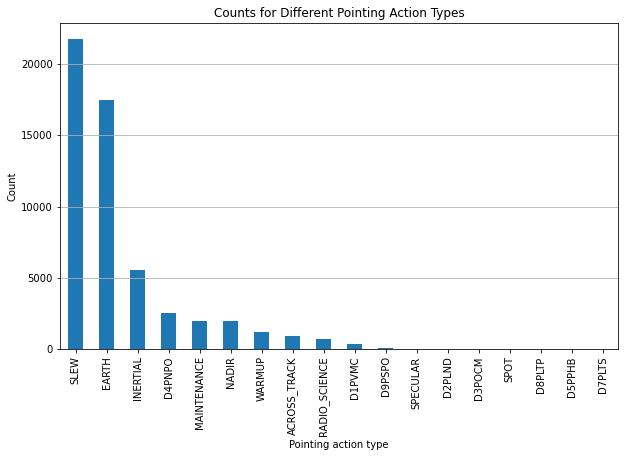 Counts for Different Pointing Action Types
20000
15000
10000
5000
0
Count
SLEW
EARTH
INERTIAL
D4PNPO
MAINTENANCE
NADIR
WARMUP
ACROSS_TRACK
RADIO_SCIENCE
D1PVMC
D9PSPO
SPECULAR
D2PLND
D3POCM
SPOT
D8PLTP
D5PPHB
D7PLTS
Pointing action type